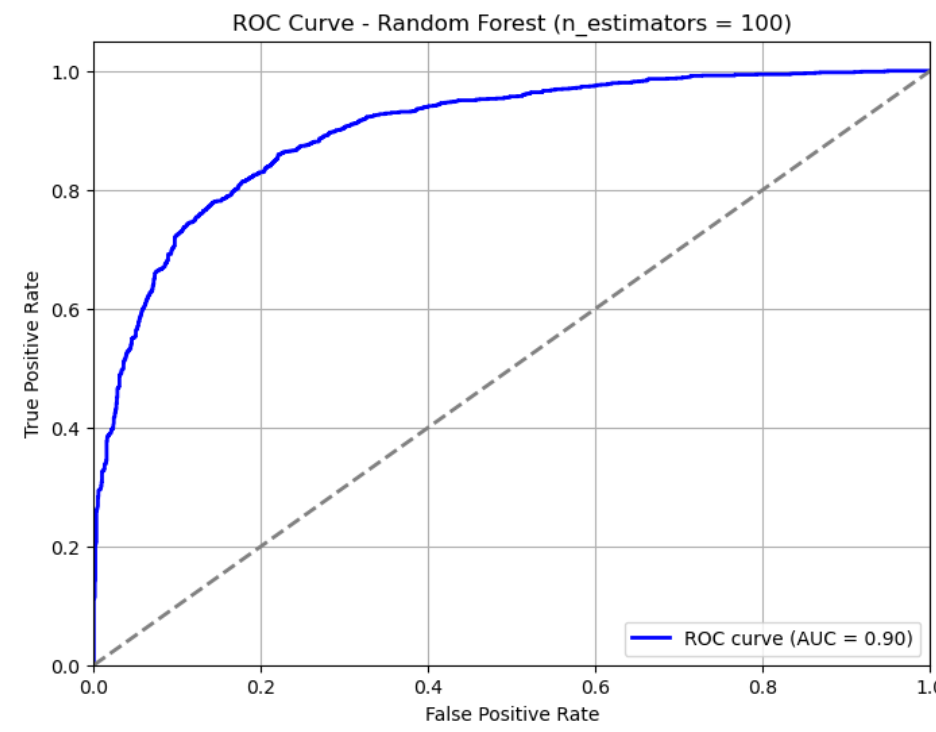 ROC Curve - Random Forest (n_estimators = 100)
True Positive Rate
1.0
0.8
0.6
0.4
0.2
0.0
ROC curve (AUC = 0.90)
0.0 0.2 0.4 0.6 0.8 1.0
False Positive Rate